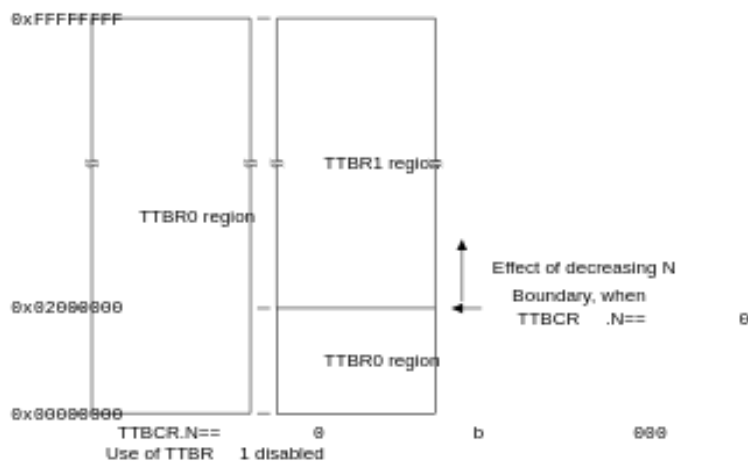 0xFFFFFFFF
TTBR1 region
TTBR0 region
Effect of decreasing N
Boundary, when
0x02000000
TTBCR .N== 0
TTBR0 region
0x00000000
TTBCR.N== 0 b 000
Use of TTBR 1 disabled